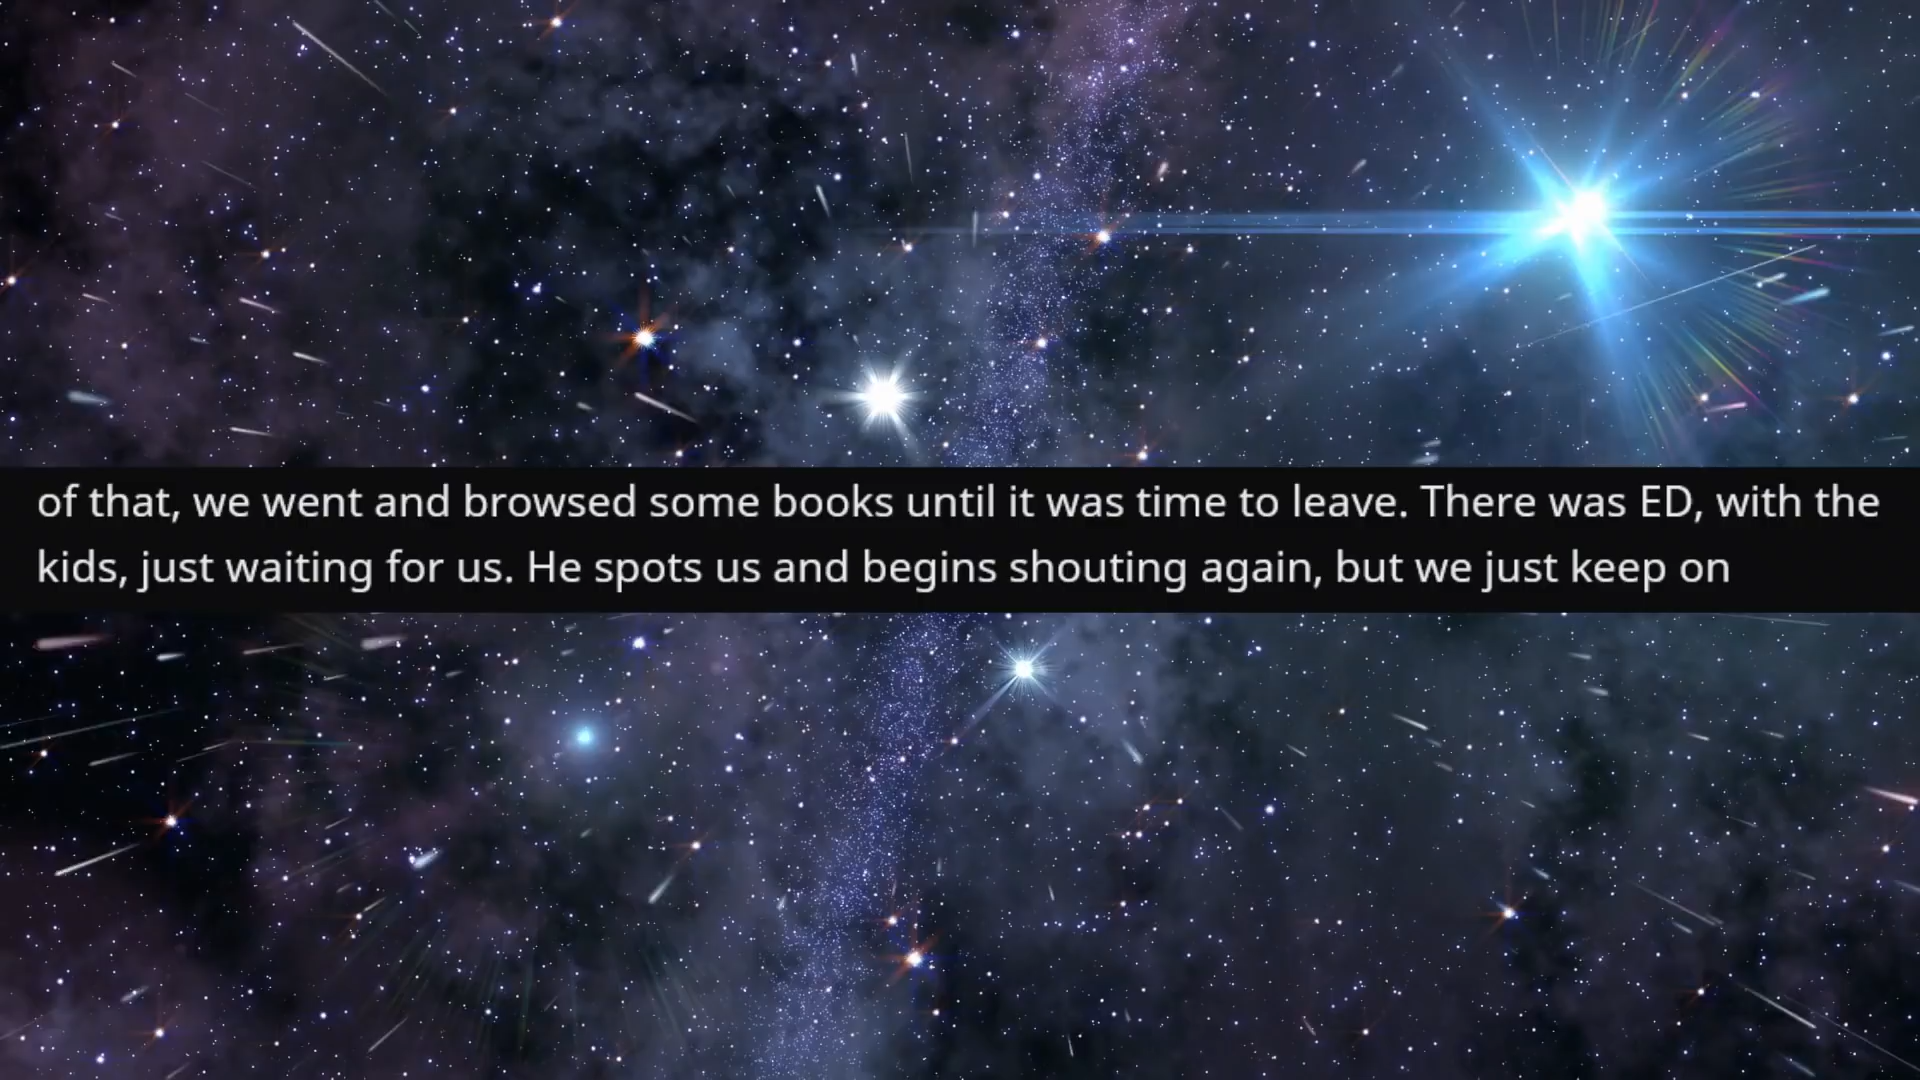 of that, we went and browsed some books until it was time to leave. There was ED, with the
kids, just waiting for us. He spots us and begins shouting again, but we just keep on